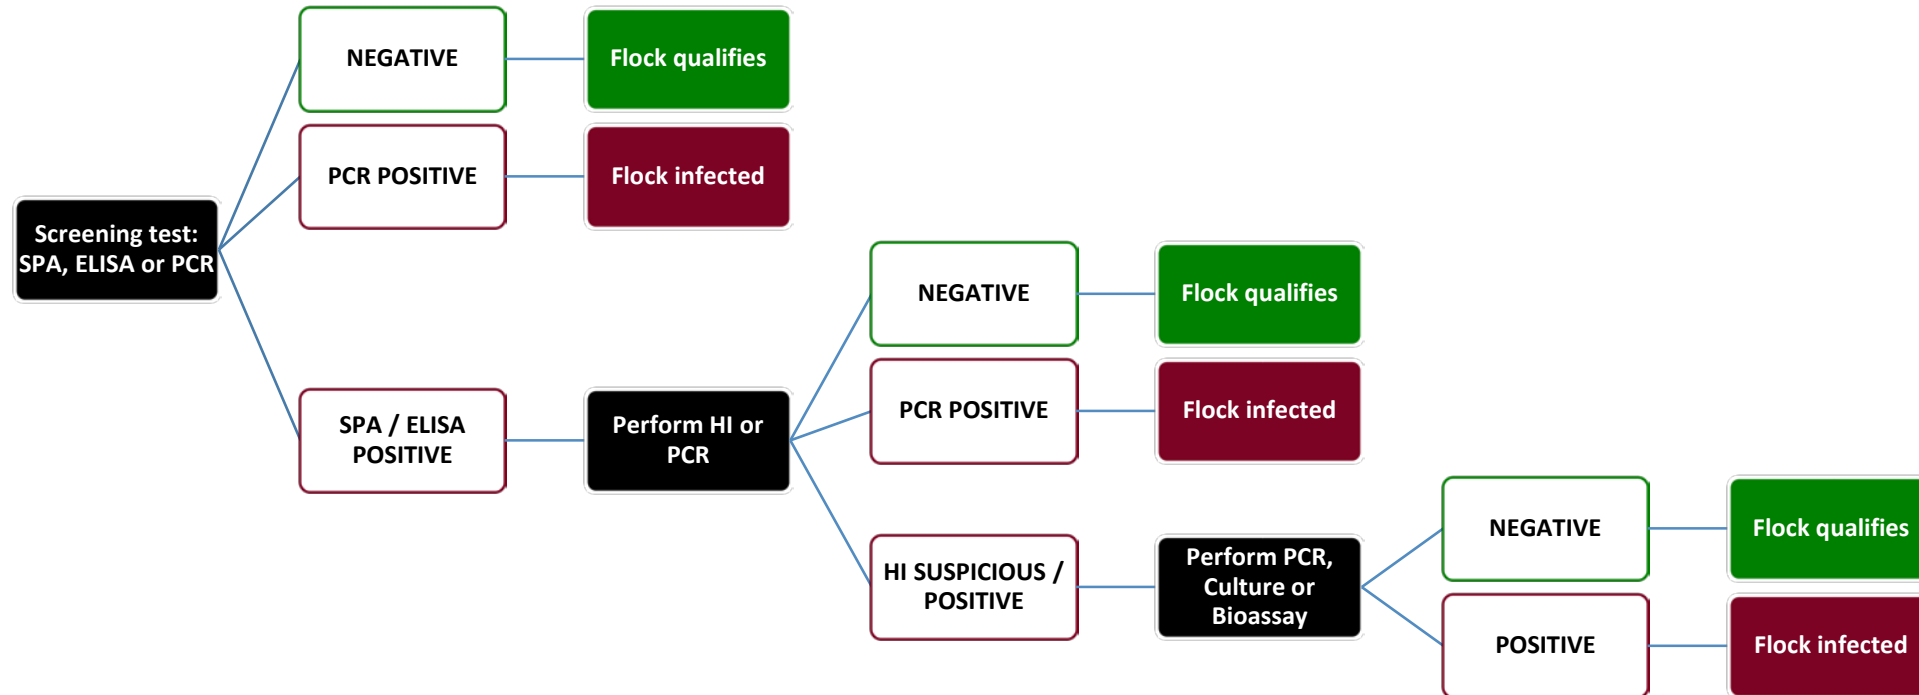 Screening test:
SPA, ELISA or PCR
NEGATIVE
Flock qualifies
PCR POSITIVE
Flock infected
SPA / ELISA
POSITIVE
Perform HI or
PCR
NEGATIVE
Flock qualifies
PCR POSITIVE
Flock infected
HI SUSPICIOUS /
POSITIVE
Perform PCR,
Culture or
Bioassay
NEGATIVE
Flock qualifies
POSITIVE
Flock infected